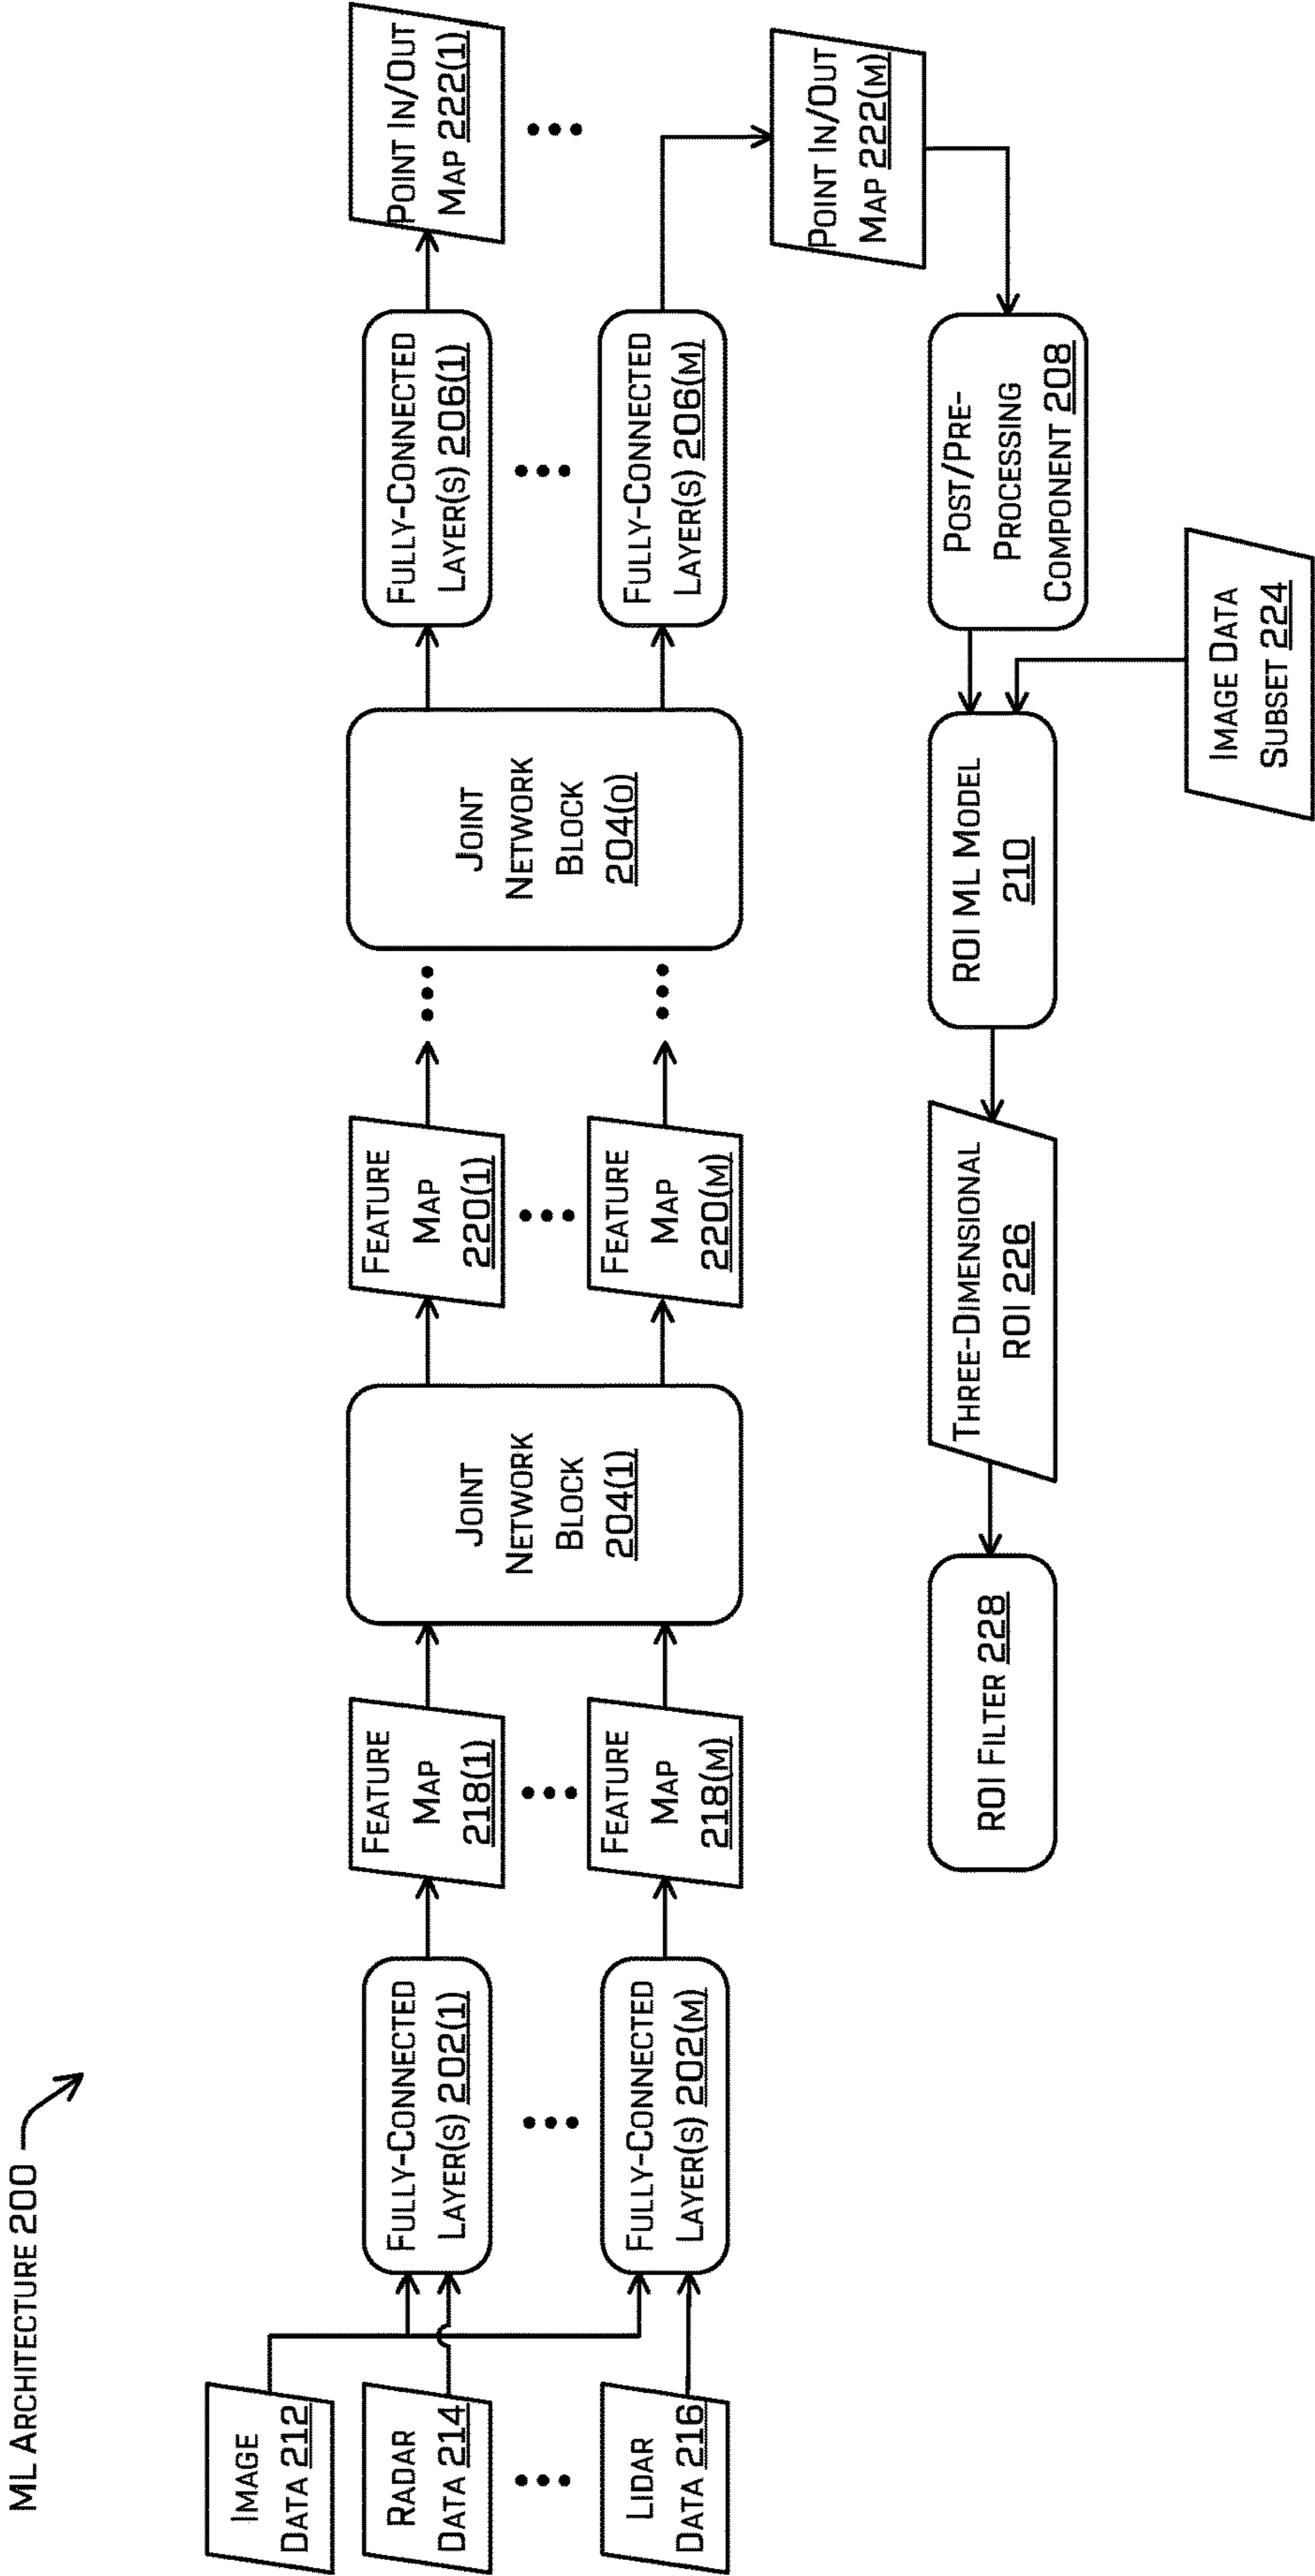 ML ARCHITECTURE 200
IMAGE
DATA 212
RADAR
DATA 214
LIDAR
DATA 216
FULLY-CONNECTED
LAYER(S) 202(1)
FULLY-CONNECTED
LAYER(S) 202(M)
FEATURE
MAP
218(1)
FEATURE
MAP
218(M)
JOINT
NETWORK
BLOCK
204(1)
FEATURE
MAP
220(1)
FEATURE
MAP
220(M)
JOINT
NETWORK
BLOCK
204(O)
FULLY-CONNECTED
LAYER(S) 206(1)
FULLY-CONNECTED
LAYER(S) 206(M)
POINT IN/OUT
MAP 222(1)
POINT IN/OUT
MAP 222(M)
POST/PRE-
PROCESSING
COMPONENT 208
IMAGE DATA
SUBSET 224
ROI ML MODEL
210
THREE-DIMENSIONAL
ROI 226
ROI FILTER 228